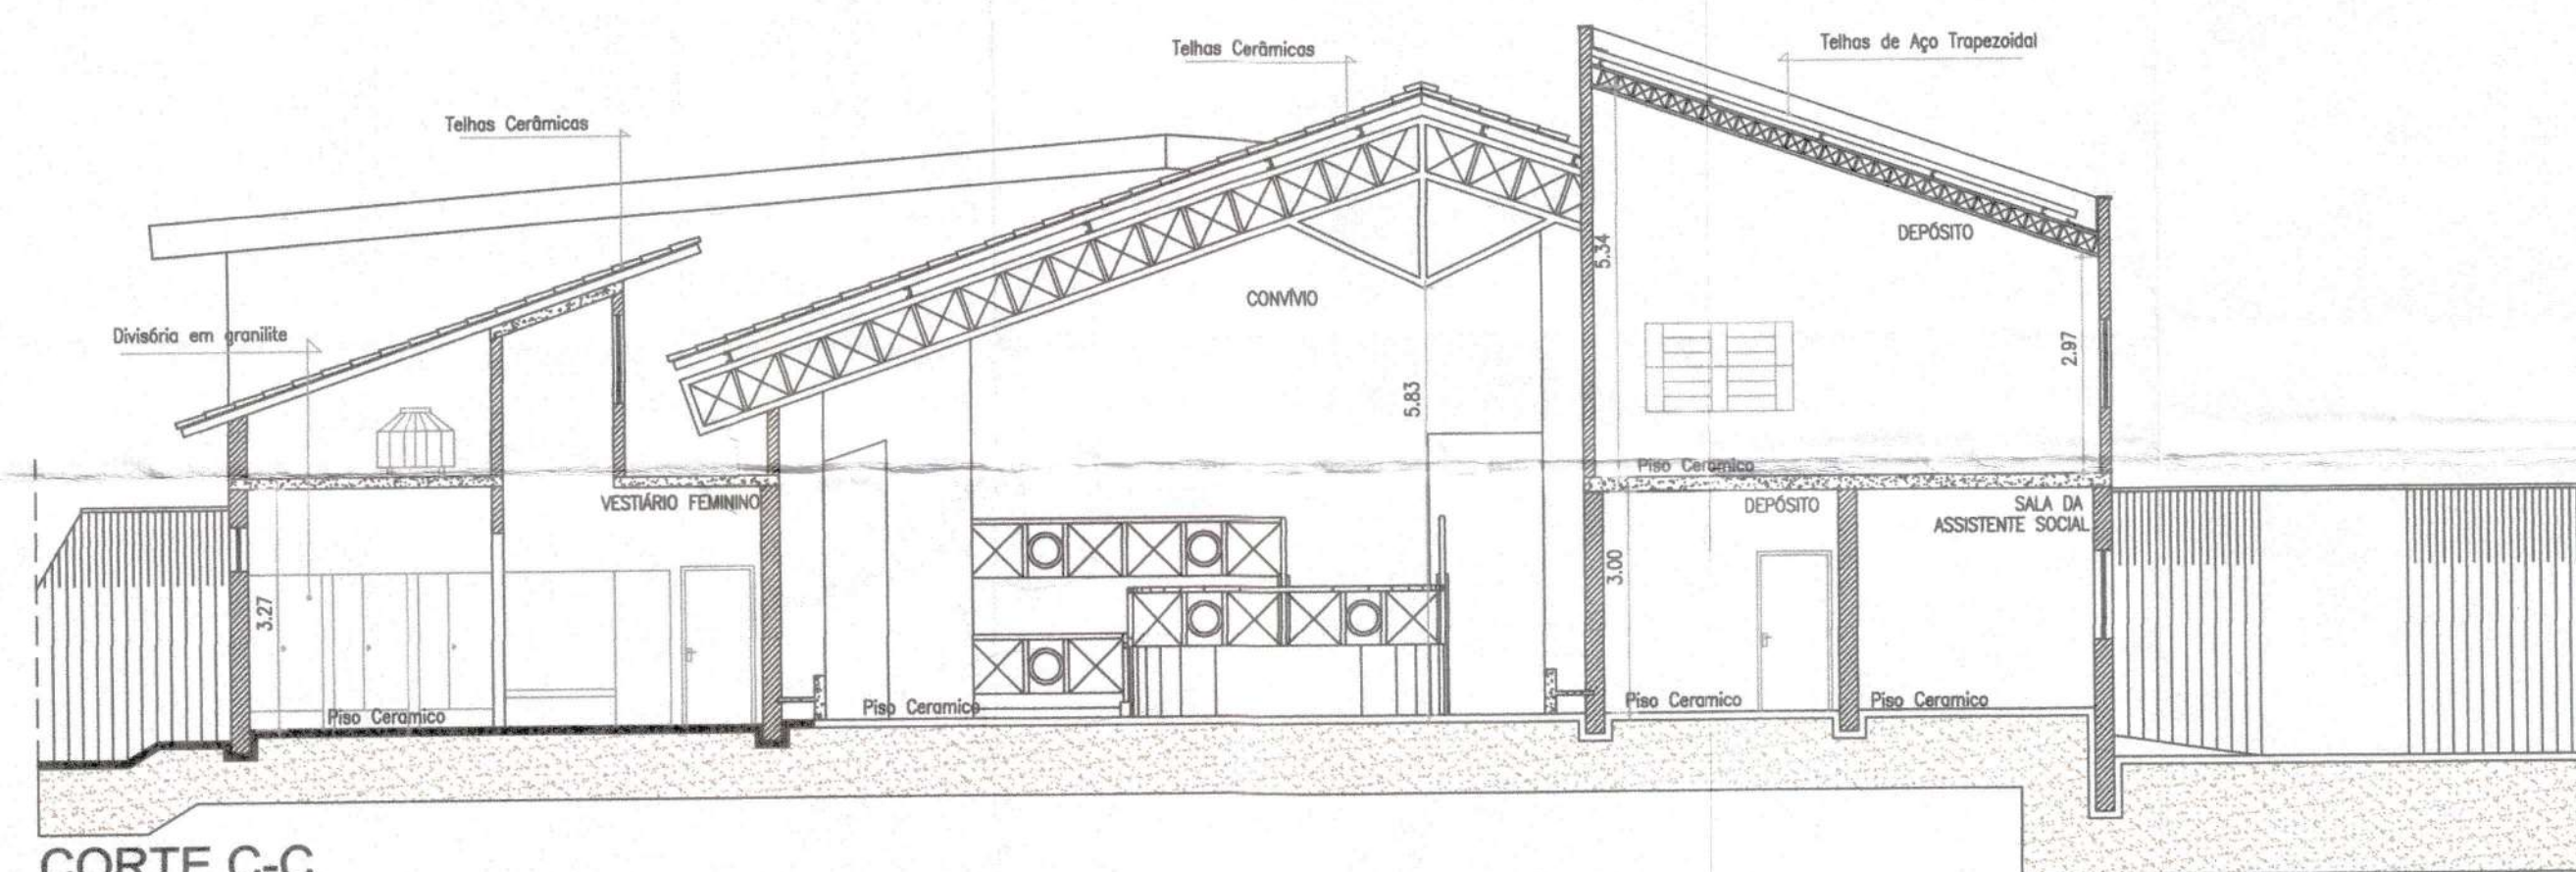 Telhas Cerâmicas
Telhas de Aço Trapezoidal
Telhas Cerâmicas
DEPÓSITO
5.34
CONVÍVIO
Divisória em granilite
2.97
5.83
Piso Ceramico
VESTIÁRIO FEMININO
DEPÓSITO
SALA DA
ASSISTENTE SOCIAL
3.00
3.27
Piso Ceramico
Piso Ceramico
Piso Ceramico
Piso Ceramico
CORTE C-C